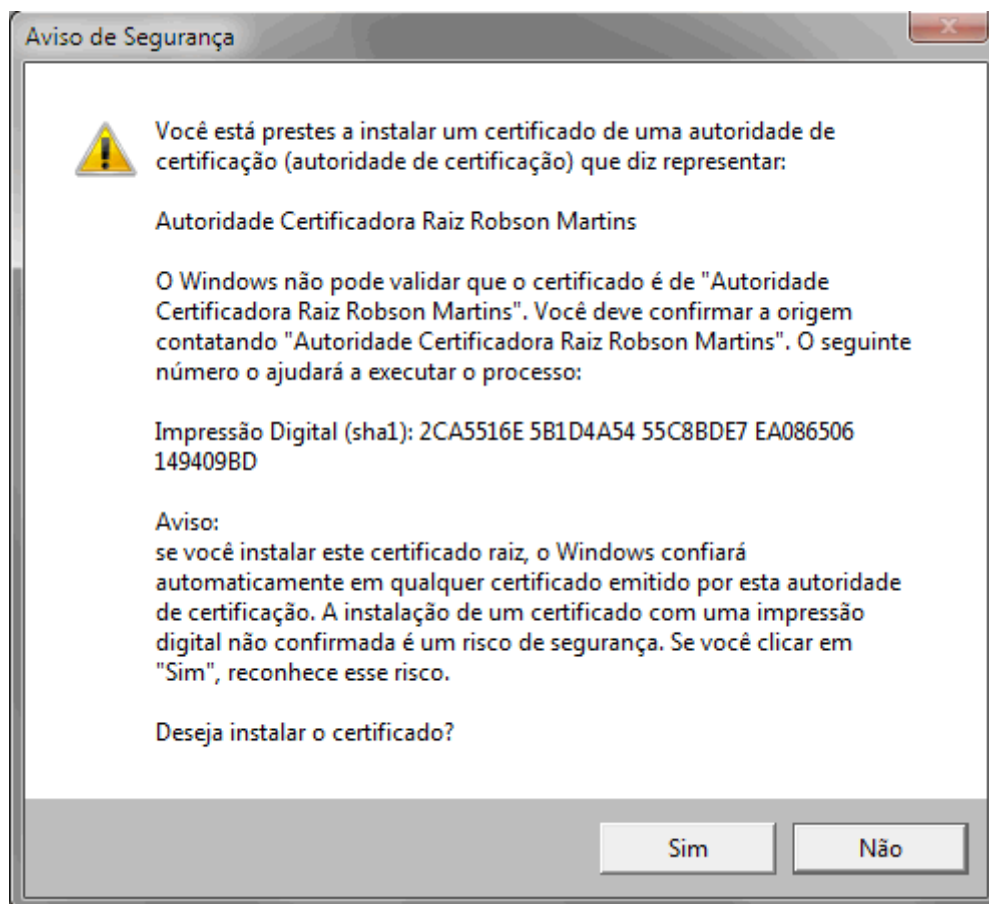 Aviso de Segurança
Você está prestes a instalar um certificado de uma autoridade de
certificação (autoridade de certificação) que diz representar:
Autoridade Certificadora Raiz Robson Martins
O Windows não pode validar que o certificado é de "Autoridade
Certificadora Raiz Robson Martins". Você deve confirmar a origem
contatando "Autoridade Certificadora Raiz Robson Martins". O seguinte
número o ajudará a executar o processo:
Impressão Digital (sha1): 2CA5516E 5B1D4A54 55C8BDE7 EA086506
149409BD
Aviso:
se você instalar este certificado raiz, o Windows confiará
automaticamente em qualquer certificado emitido por esta autoridade
de certificação. A instalação de um certificado com uma impressão
digital não confirmada é um risco de segurança. Se você clicar em
"Sim", reconhece esse risco.
Deseja instalar o certificado?
Sim
Não